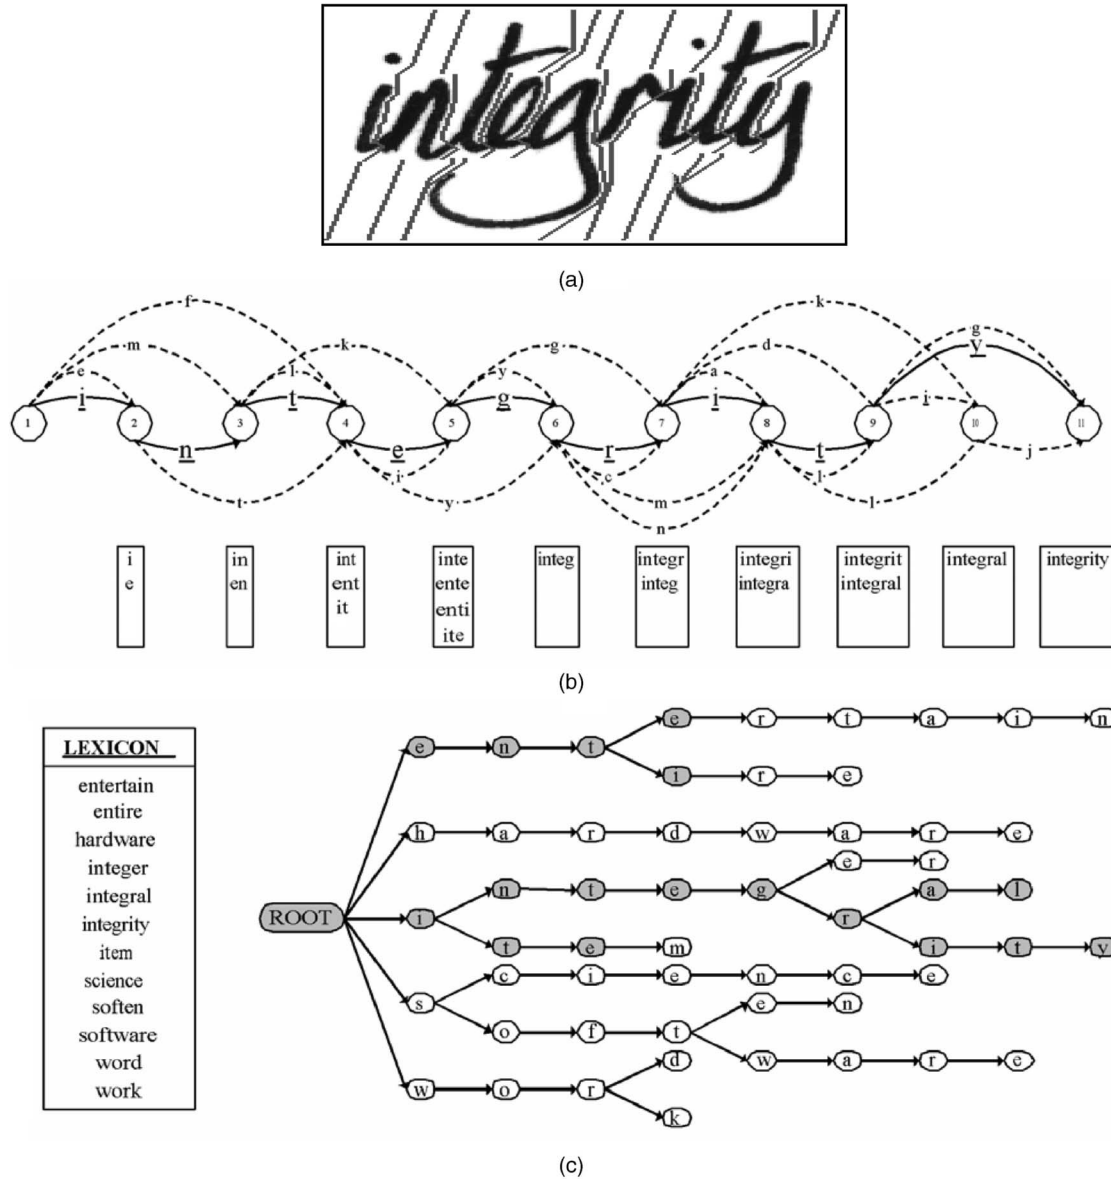 integrity
(a)
f k
m k g d g
e l y a y
i t g i i
1 2 3 4 5 6 7 8 9 10 11
n e r t j
i c l
t y m l
n
i in int inte integ integr integri integrit integral integrity
e en ent ente integ integra integral
it enti
ite
(b)
LEXICON
entertain
entire
hardware
integer
integral
integrity
item
science
soften
software
word
work
e r t a i n
e n t
i r e
h a r d w a r e
e r
ROOT i n t e g a l
r
t e m i t y
s c i e n c e
e n
o f t
w a r e
d
w o r
k
(c)